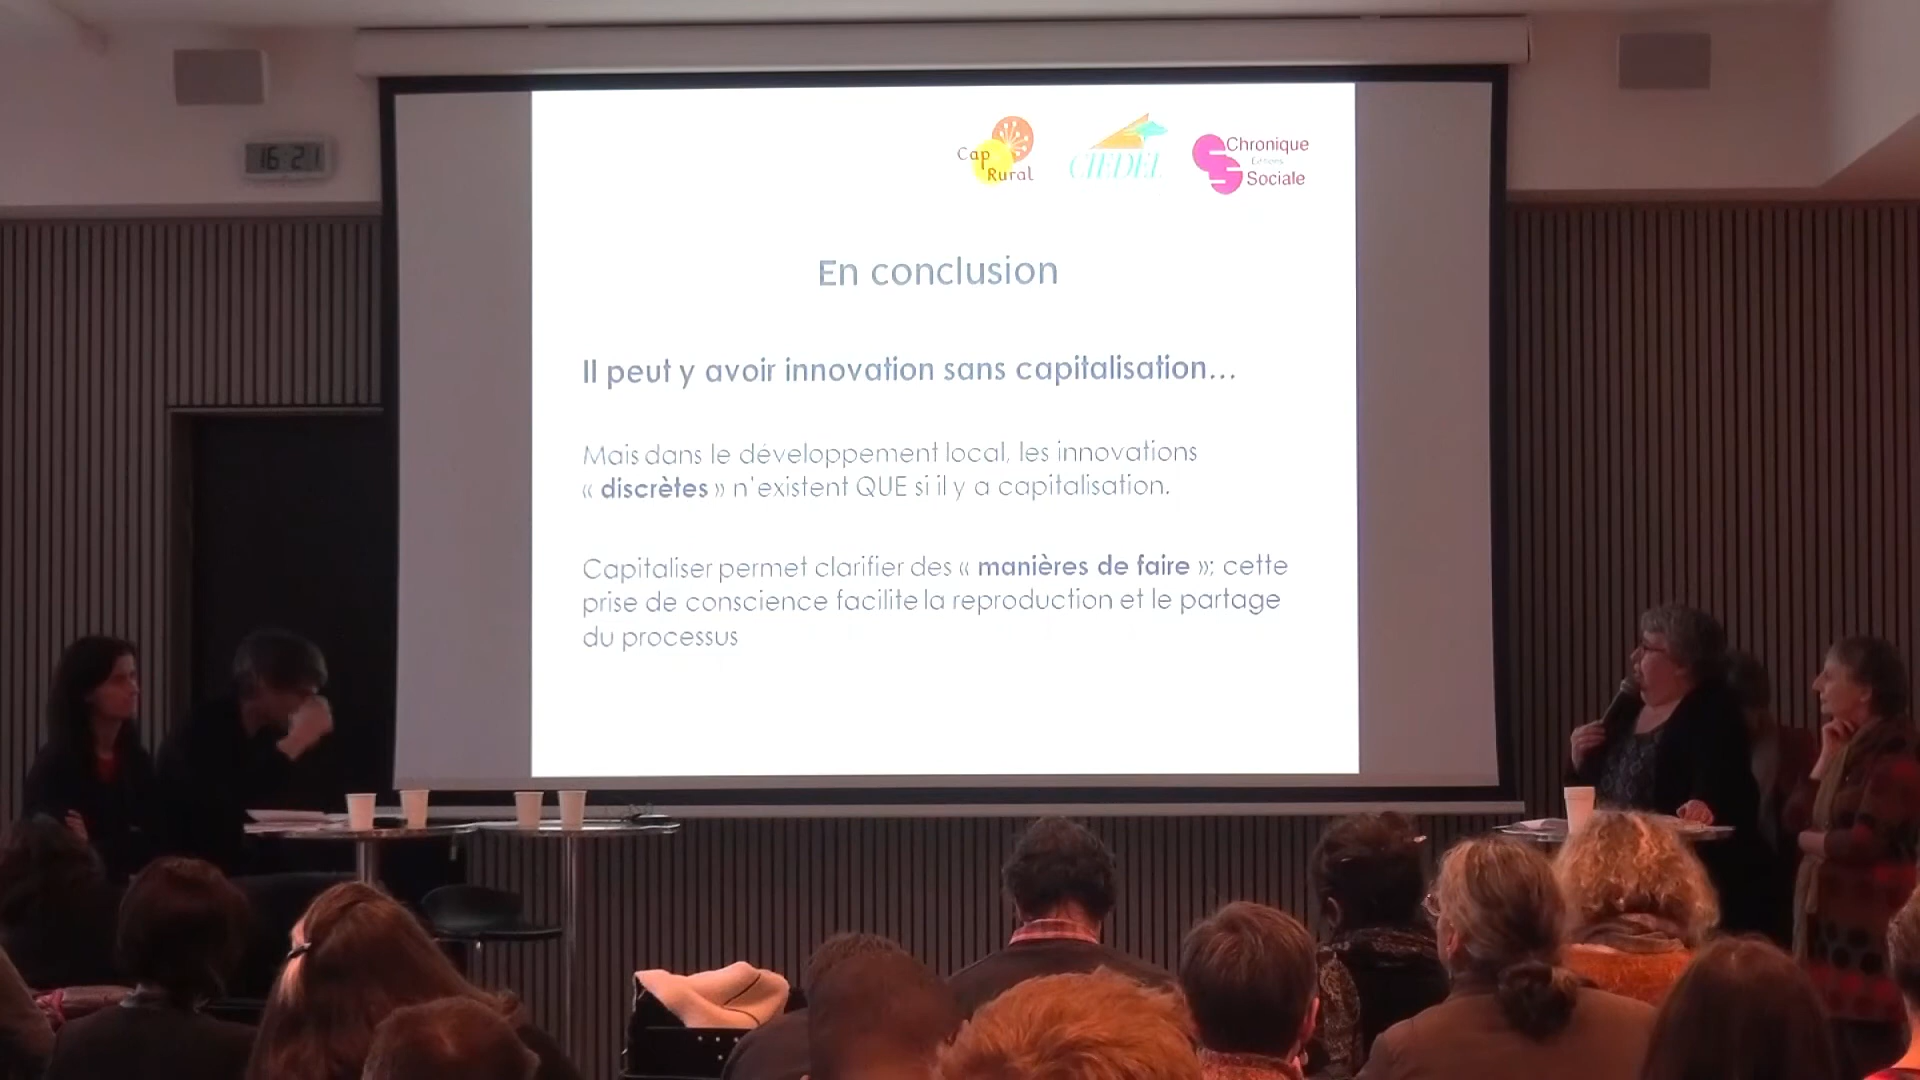 16:21
Cap
Rural
CIEDEL
Chronique
Éditions
Sociale
En conclusion
Il peut y avoir innovation sans capitalisation...
Mais dans le développement local, les innovations
« discrètes » n'existent QUE si il y a capitalisation.
Capitaliser permet clarifier des « manières de faire »; cette
prise de conscience facilite la reproduction et le partage
du processus